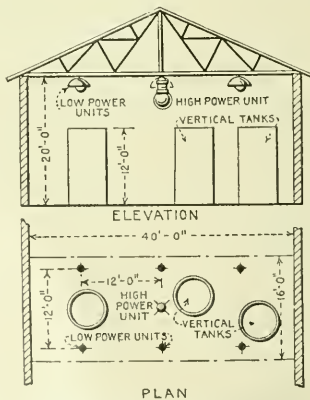 LOW POWER
UNITS
HIGH POWER UNIT
VERTICAL TANKS
20'-0"
12'-0"
ELEVATION
40'-0"
12'-0"
HIGH
POWER
UNIT
12'-0"
16'-0"
LOW POWER UNITS
VERTICAL
TANKS
PLAN